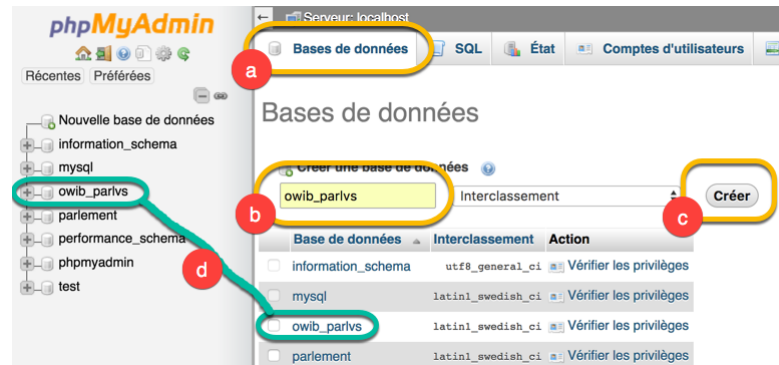 phpMyAdmin
Récentes Préférées
Nouvelle base de données
information_schema
mysql
owib_parlvs
parlement
performance_schema
phpmyadmin
test
d
← Serveur: localhost
Bases de données SQL État Comptes d'utilisateurs
a
Bases de données
Créer une base de données
owib_parlvs Interclassement Créer
b
c
Base de données Interclassement Action
information_schema utf8_general_ci Vérifier les privilèges
mysql latin1_swedish_ci Vérifier les privilèges
owib_parlvs latin1_swedish_ci Vérifier les privilèges
parlement latin1_swedish_ci Vérifier les privilèges